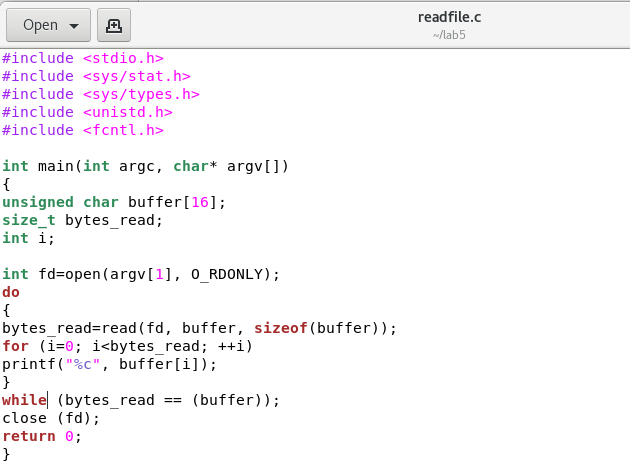 Open
readfile.c
~/lab5
#include <stdio.h>
#include <sys/stat.h>
#include <sys/types.h>
#include <unistd.h>
#include <fcntl.h>
int main(int argc, char* argv[])
{
unsigned char buffer[16];
size_t bytes_read;
int i;
int fd=open(argv[1], O_RDONLY);
do
{
bytes_read=read(fd, buffer, sizeof(buffer));
for (i=0; i<bytes_read; ++i)
printf("%c", buffer[i]);
}
while (bytes_read == (buffer));
close (fd);
return 0;
}